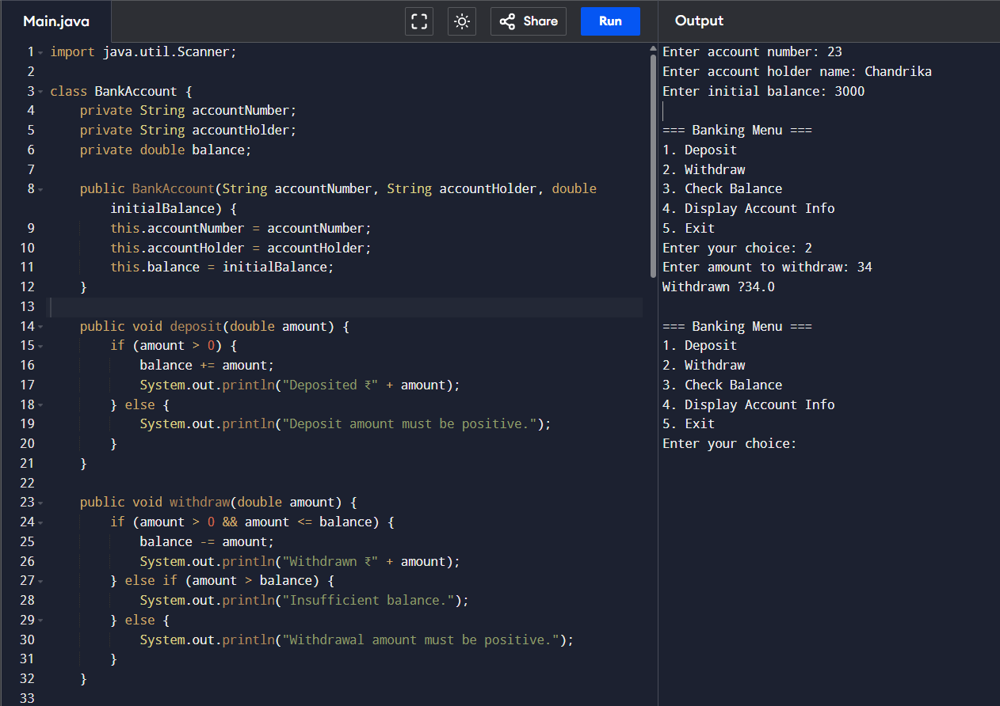 Main.java
Share
Run
Output
1 import java.util.Scanner;
2
3 class BankAccount {
4     private String accountNumber;
5     private String accountHolder;
6     private double balance;
7
8     public BankAccount(String accountNumber, String accountHolder, double
        initialBalance) {
9         this.accountNumber = accountNumber;
10         this.accountHolder = accountHolder;
11         this.balance = initialBalance;
12     }
13
14     public void deposit(double amount) {
15         if (amount > 0) {
16             balance += amount;
17             System.out.println("Deposited ₹" + amount);
18         } else {
19             System.out.println("Deposit amount must be positive.");
20         }
21     }
22
23     public void withdraw(double amount) {
24         if (amount > 0 && amount <= balance) {
25             balance -= amount;
26             System.out.println("Withdrawn ₹" + amount);
27         } else if (amount > balance) {
28             System.out.println("Insufficient balance.");
29         } else {
30             System.out.println("Withdrawal amount must be positive.");
31         }
32     }
33
Enter account number: 23
Enter account holder name: Chandrika
Enter initial balance: 3000
=== Banking Menu ===
1. Deposit
2. Withdraw
3. Check Balance
4. Display Account Info
5. Exit
Enter your choice: 2
Enter amount to withdraw: 34
Withdrawn ?34.0
=== Banking Menu ===
1. Deposit
2. Withdraw
3. Check Balance
4. Display Account Info
5. Exit
Enter your choice: